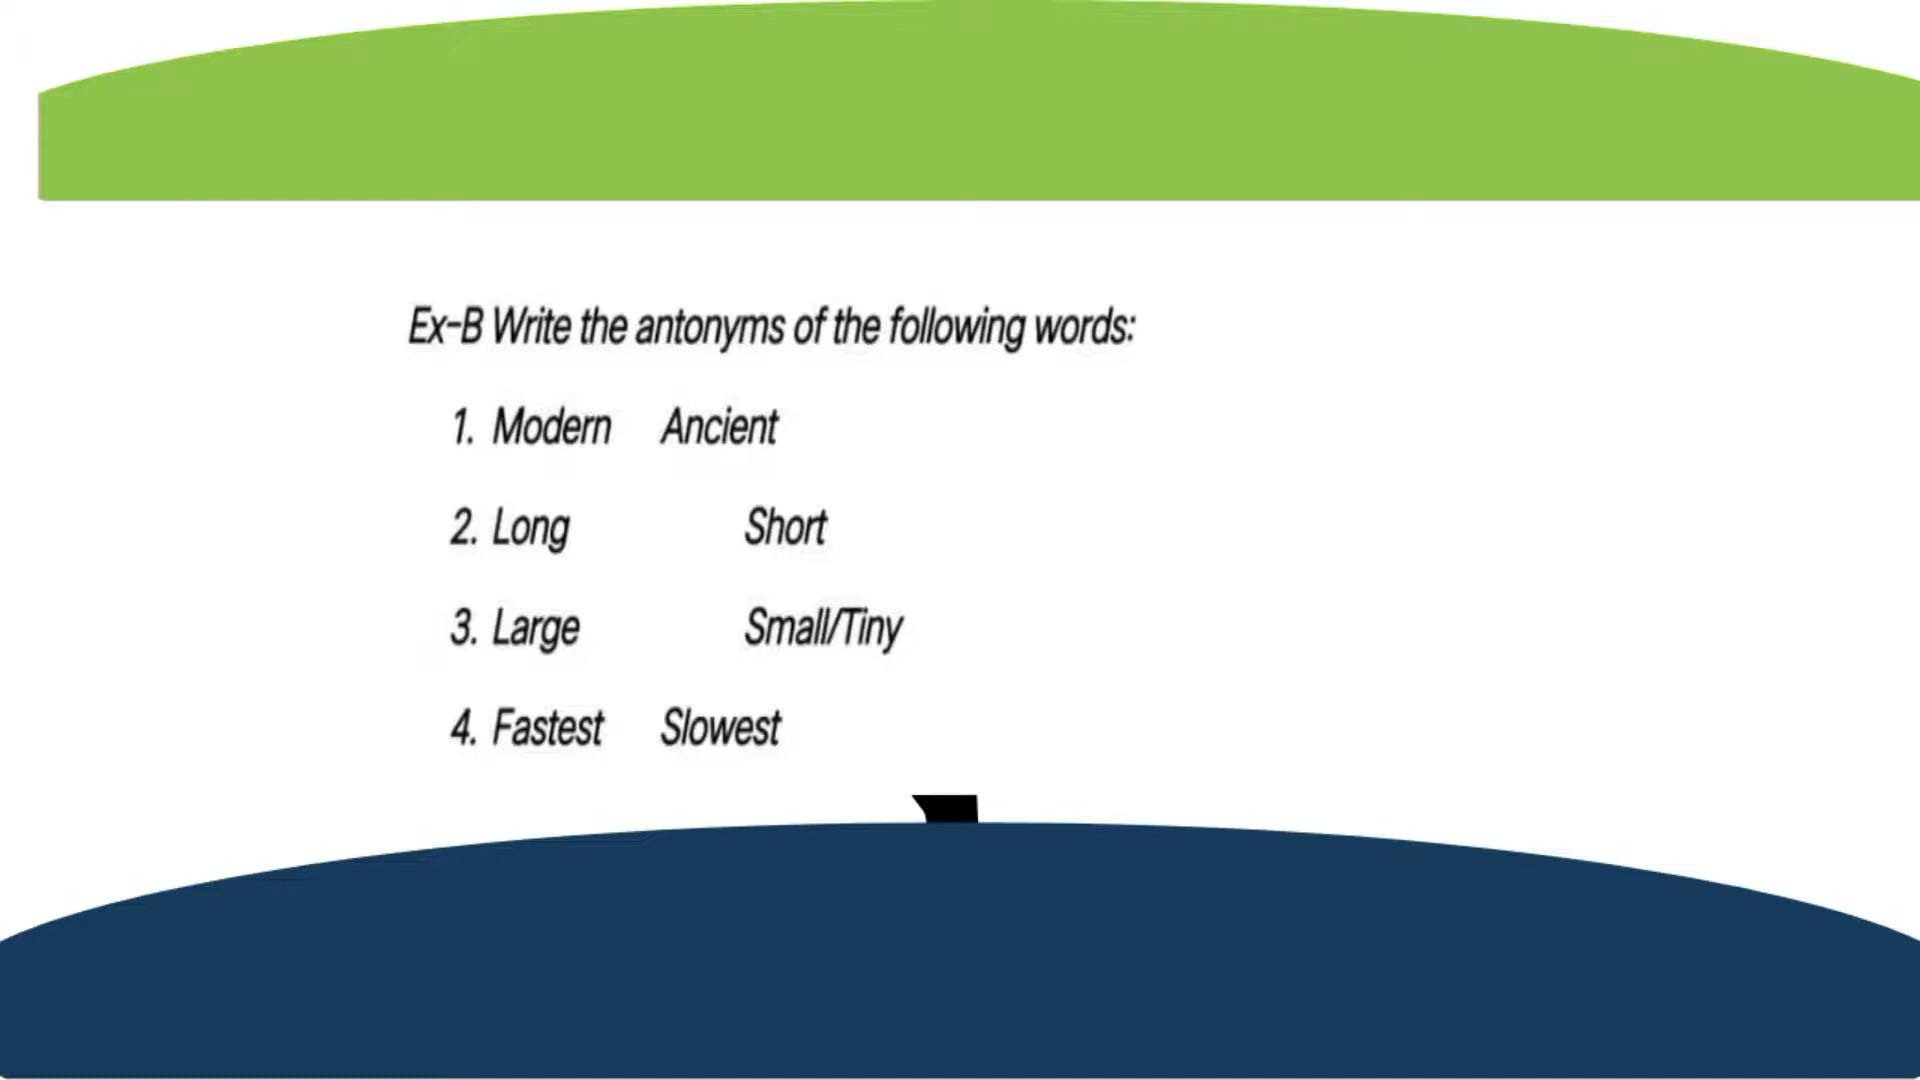 Ex-B Write the antonyms of the following words:
1. Modern Ancient
2. Long Short
3. Large Small/Tiny
4. Fastest Slowest